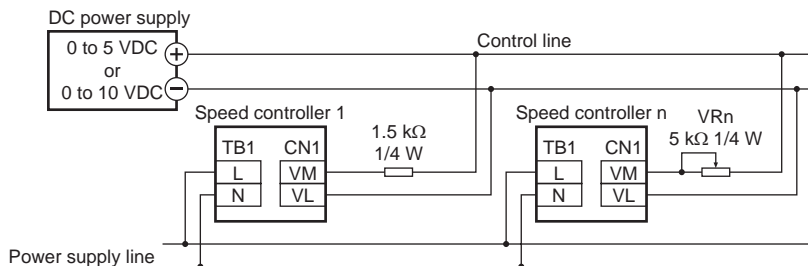 DC power supply
0 to 5 VDC
or
0 to 10 VDC
+
−
Control line
Speed controller 1
TB1 CN1
L VM
N VL
1.5 kΩ
1/4 W
Speed controller n
TB1 CN1
L VM
N VL
VRn
5 kΩ 1/4 W
Power supply line